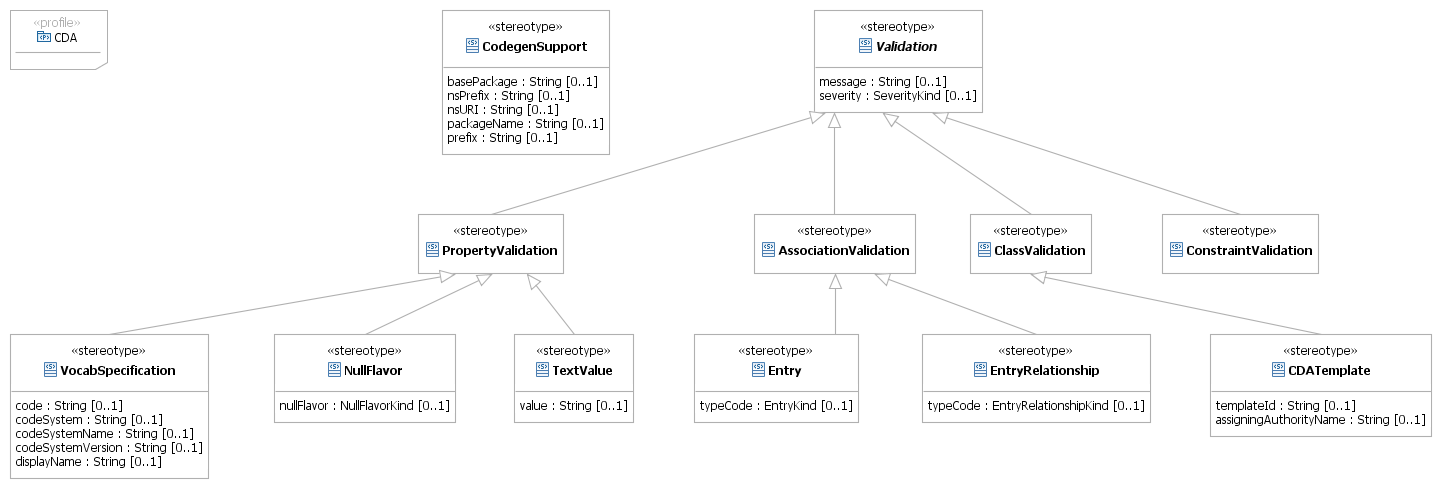 «profile»
CDA
«stereotype»
CodegenSupport
basePackage : String [0..1]
nsPrefix : String [0..1]
nsURI : String [0..1]
packageName : String [0..1]
prefix : String [0..1]
«stereotype»
Validation
message : String [0..1]
severity : SeverityKind [0..1]
«stereotype»
PropertyValidation
«stereotype»
AssociationValidation
«stereotype»
ClassValidation
«stereotype»
ConstraintValidation
«stereotype»
VocabSpecification
code : String [0..1]
codeSystem : String [0..1]
codeSystemName : String [0..1]
codeSystemVersion : String [0..1]
displayName : String [0..1]
«stereotype»
NullFlavor
nullFlavor : NullFlavorKind [0..1]
«stereotype»
TextValue
value : String [0..1]
«stereotype»
Entry
typeCode : EntryKind [0..1]
«stereotype»
EntryRelationship
typeCode : EntryRelationshipKind [0..1]
«stereotype»
CDATemplate
templateId : String [0..1]
assigningAuthorityName : String [0..1]